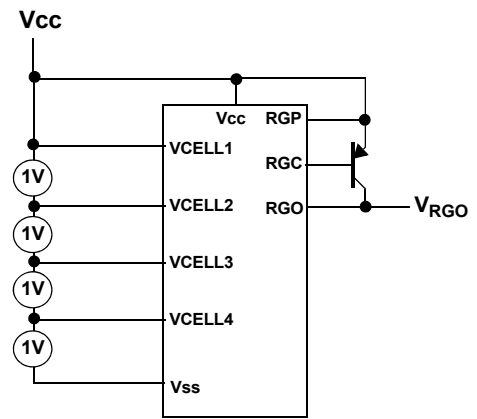 Vcc
Vcc RGP
VCELL1
RGC
1V
VCELL2
RGO
VRGO
1V
VCELL3
1V
VCELL4
1V
Vss